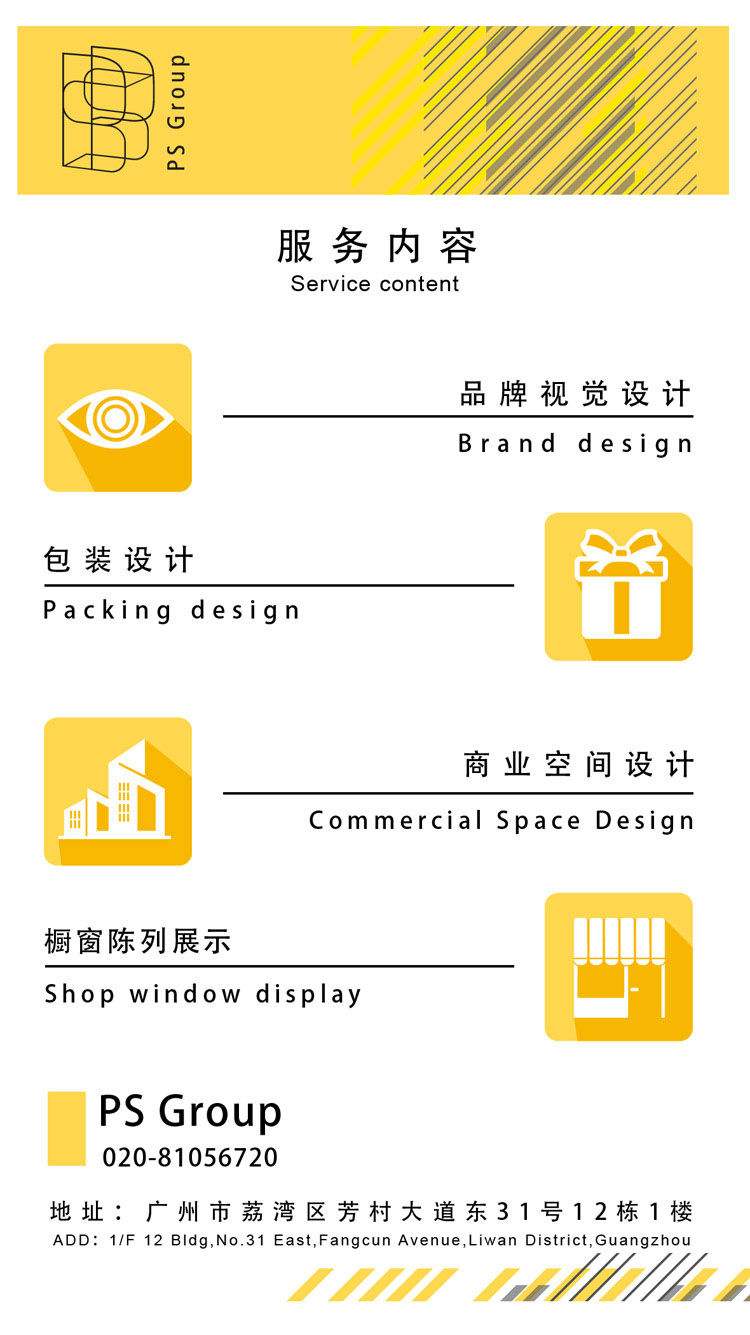 PS Group
服务内容
Service content
品牌视觉设计
Brand design
包装设计
Packing design
商业空间设计
Commercial Space Design
橱窗陈列展示
Shop window display
PS Group
020-81056720
地址：广州市荔湾区芳村大道东31号12栋1楼
ADD：1/F 12 Bldg,No.31 East,Fangcun Avenue,Liwan District,Guangzhou